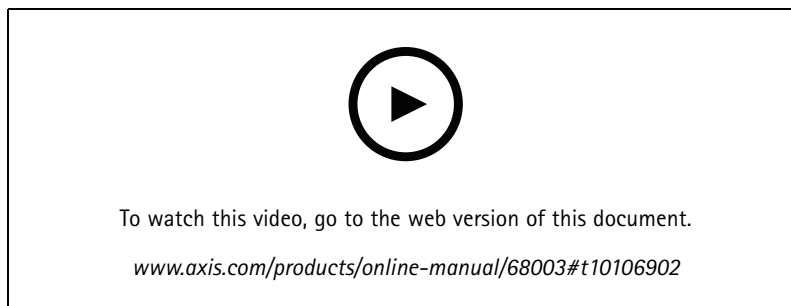 To watch this video, go to the web version of this document.
www.axis.com/products/online-manual/68003#t10106902